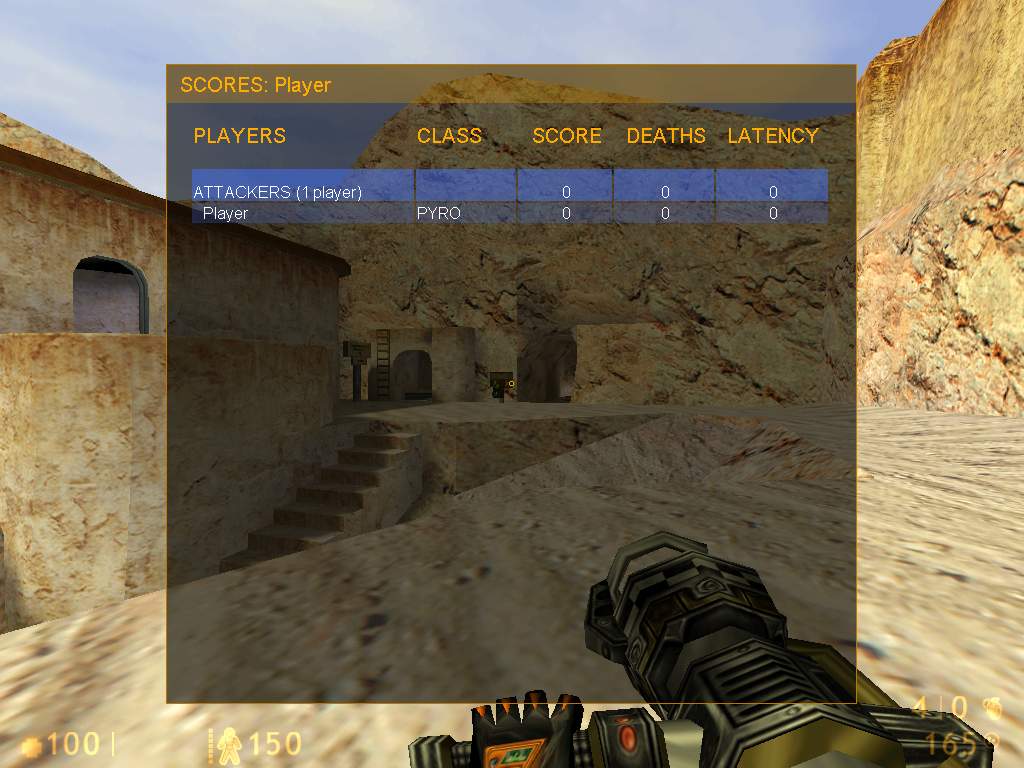 SCORES: Player
PLAYERS CLASS SCORE DEATHS LATENCY
ATTACKERS (1 player) 0 0 0
Player PYRO 0 0 0
4|0
100 | 150 165